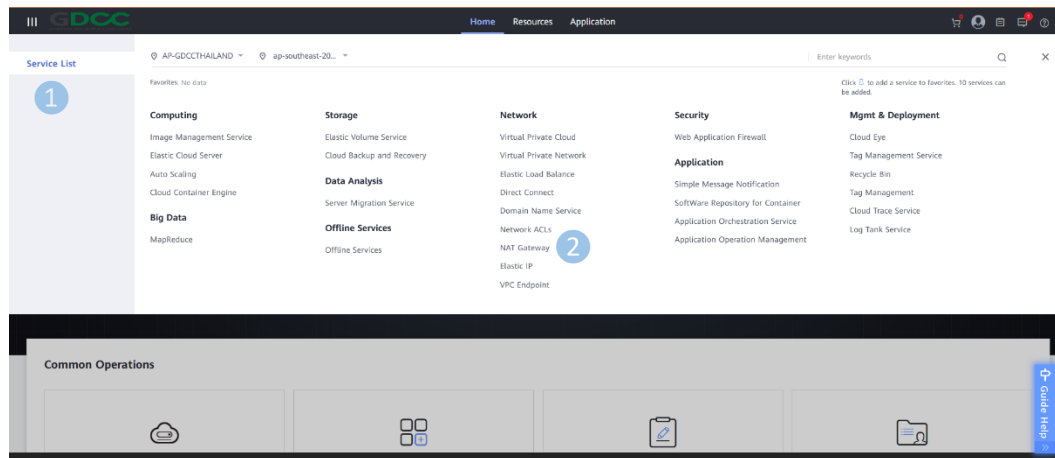 GDCC
Home Resources Application
Service List
AP-GDCCTHAILAND ap-southeast-20...
Enter keywords
Favorites: No data
Click to add a service to favorites. 10 services can
be added.
1
Computing
Image Management Service
Elastic Cloud Server
Auto Scaling
Cloud Container Engine
Big Data
MapReduce
Storage
Elastic Volume Service
Cloud Backup and Recovery
Data Analysis
Server Migration Service
Offline Services
Offline Services
Network
Virtual Private Cloud
Virtual Private Network
Elastic Load Balance
Direct Connect
Domain Name Service
Network ACLs
NAT Gateway
2
Elastic IP
VPC Endpoint
Security
Web Application Firewall
Application
Simple Message Notification
SoftWare Repository for Container
Application Orchestration Service
Application Operation Management
Mgmt & Deployment
Cloud Eye
Tag Management Service
Recycle Bin
Tag Management
Cloud Trace Service
Log Tank Service
Common Operations
Guide Help